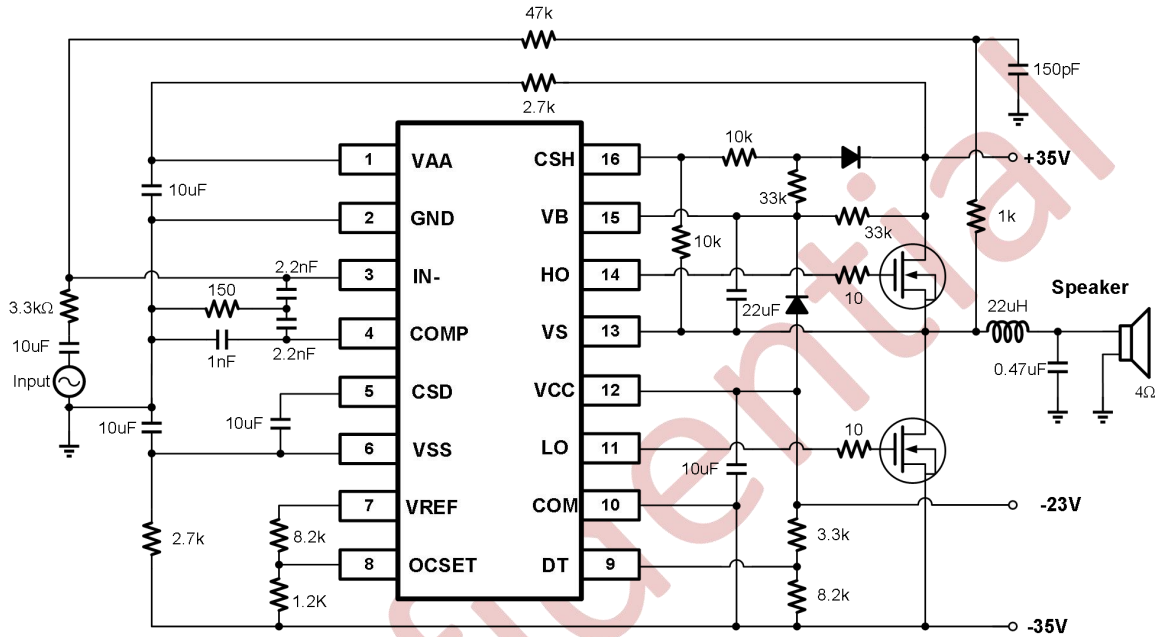 47k
150pF
2.7k
10k
1 VAA CSH 16
+35V
10uF
33k
2 GND VB 15
33k
1k
10k
2.2nF
3 IN- HO 14
150
10
22uH
Speaker
3.3kΩ
22uF
4 COMP VS 13
10uF
1nF
2.2nF
0.47uF
Input
5 CSD VCC 12
4Ω
10uF
10uF
10
6 VSS LO 11
10uF
7 VREF COM 10
-23V
2.7k
8.2k
3.3k
8 OCSET DT 9
1.2K
8.2k
-35V
fidential